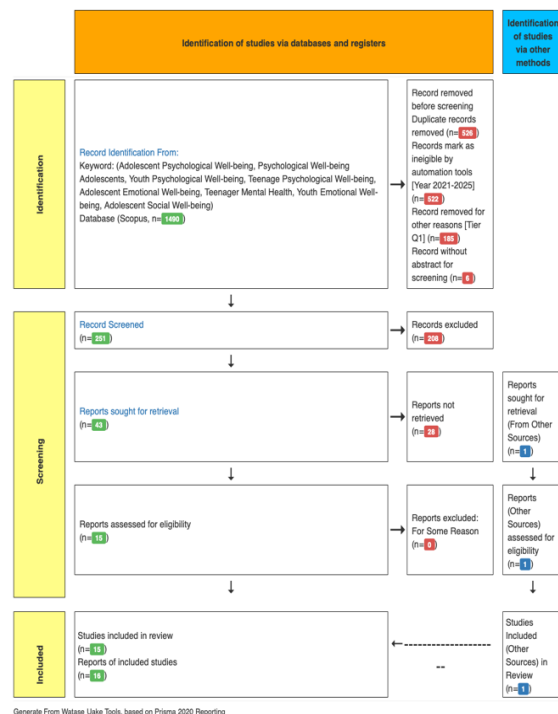 Identification of studies via databases and registers
Identification
of studies
via other
methods
Identification
Record Identification From:
Keyword: (Adolescent Psychological Well-being, Psychological Well-being
Adolescents, Youth Psychological Well-being, Teenage Psychological Well-being,
Adolescent Emotional Well-being, Teenager Mental Health, Youth Emotional Well-
being, Adolescent Social Well-being)
Database (Scopus, n=1490)
Record removed
before screening
Duplicate records
removed (n=526)
Records mark as
ineigible by
automation tools
[Year 2021-2025]
(n=522)
Record removed for
other reasons [Tier
Q1] (n=185)
Record without
abstract for
screening (n=6)
Screening
Record Screened
(n=251)
Records excluded
(n=208)
Reports sought for retrieval
(n=43)
Reports not
retrieved
(n=28)
Reports
sought for
retrieval
(From Other
Sources)
(n=1)
Reports assessed for eligibility
(n=15)
Reports excluded:
For Some Reason
(n=0)
Reports
(Other
Sources)
assessed for
eligibility
(n=1)
Included
Studies included in review
(n=15)
Reports of included studies
(n=16)
Studies
Included
(Other
Sources) in
Review
(n=1)
Generate From Watase Uake Tools, based on Prisma 2020 Reporting